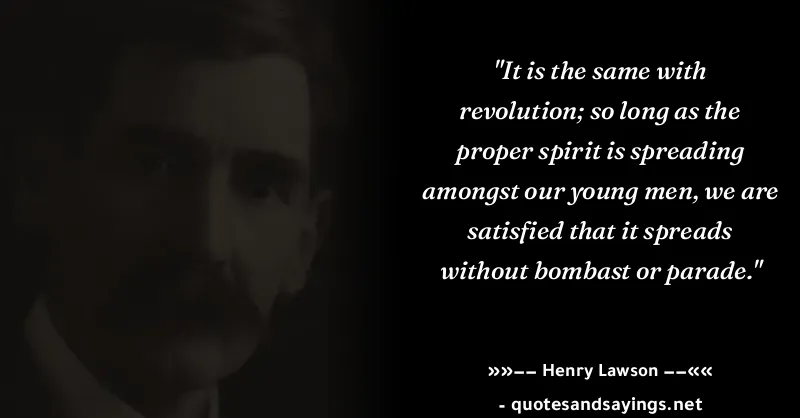 "It is the same with
revolution; so long as the
proper spirit is spreading
amongst our young men, we are
satisfied that it spreads
without bombast or parade."
»»–– Henry Lawson ––««
- quotesandsayings.net